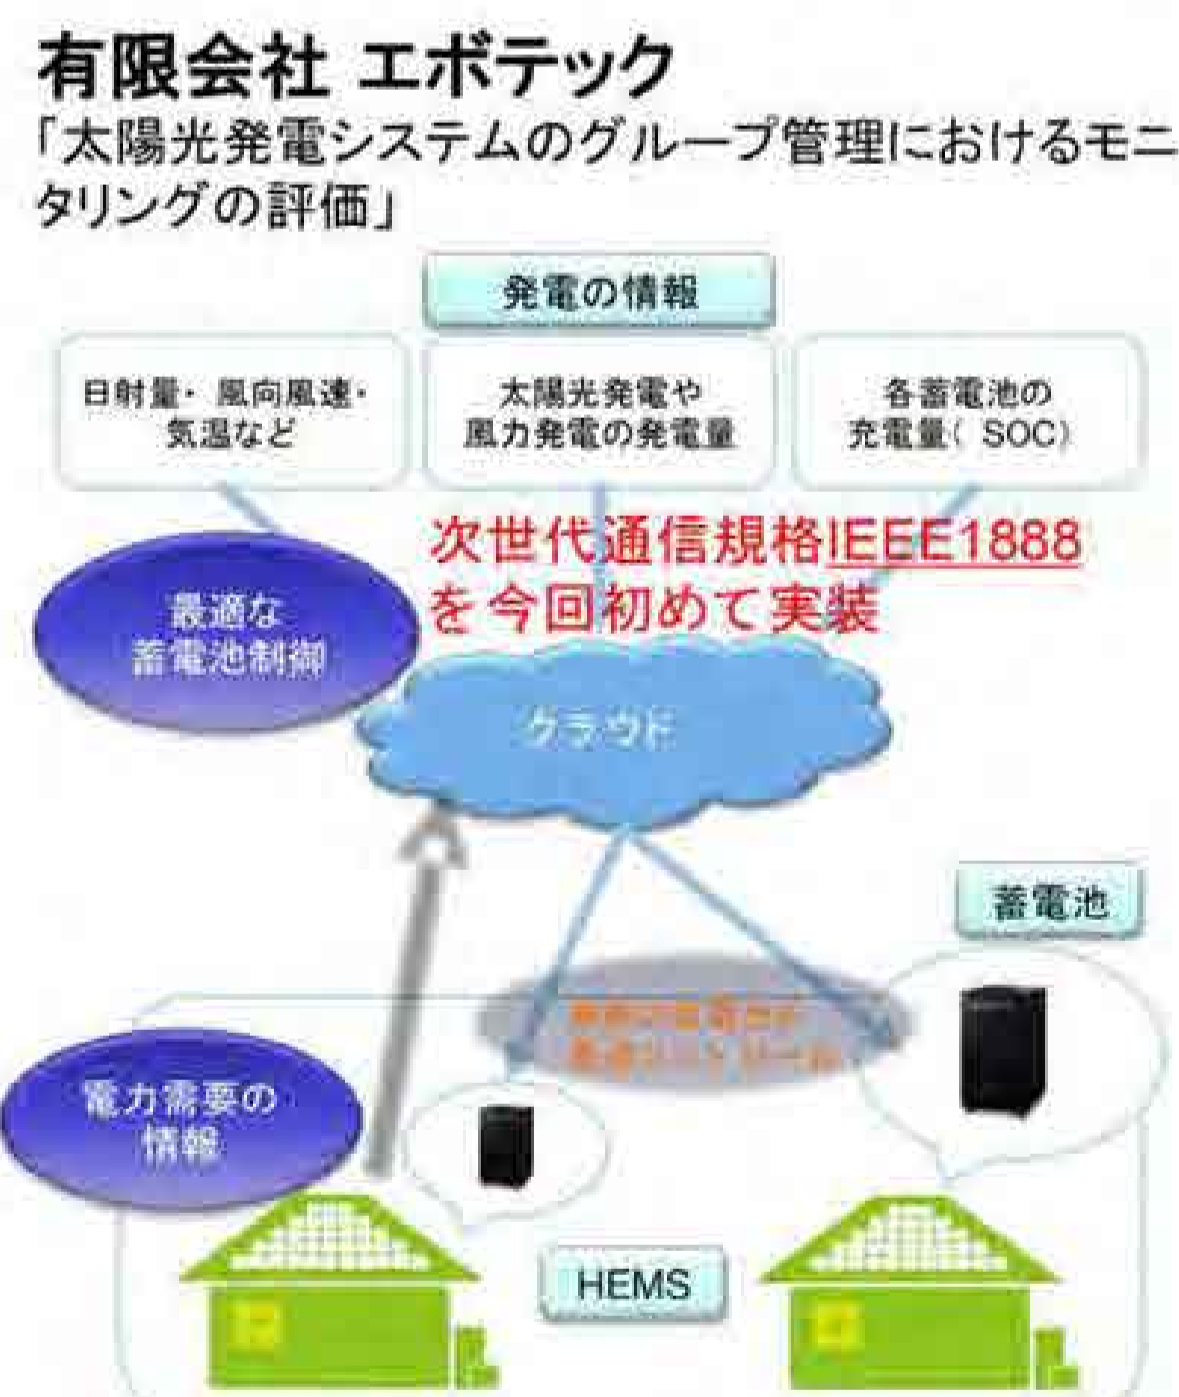 有限会社 エボテック
「太陽光発電システムのグループ管理におけるモニ
タリングの評価」
発電の情報
日射量・風向風速・
気温など
太陽光発電や
風力発電の発電量
各蓄電池の
充電量( SOC)
次世代通信規格IEEE1888
を今回初めて実装
最適な
蓄電池制御
クラウド
蓄電池
電力需要の
情報
HEMS